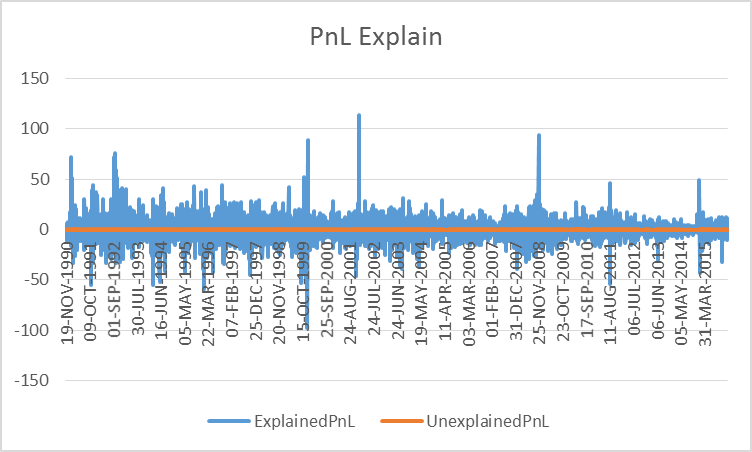 PnL Explain
150
100
50
0
-50
-100
-150
19-NOV-1990
09-OCT-1991
01-SEP-1992
30-JUL-1993
16-JUN-1994
05-MAY-1995
22-MAR-1996
07-FEB-1997
25-DEC-1997
20-NOV-1998
15-OCT-1999
25-SEP-2000
24-AUG-2001
24-JUL-2002
24-JUN-2003
19-MAY-2004
11-APR-2005
03-MAR-2006
01-FEB-2007
31-DEC-2007
25-NOV-2008
23-OCT-2009
17-SEP-2010
11-AUG-2011
06-JUL-2012
06-JUN-2013
05-MAY-2014
31-MAR-2015
ExplainedPnL UnexplainedPnL